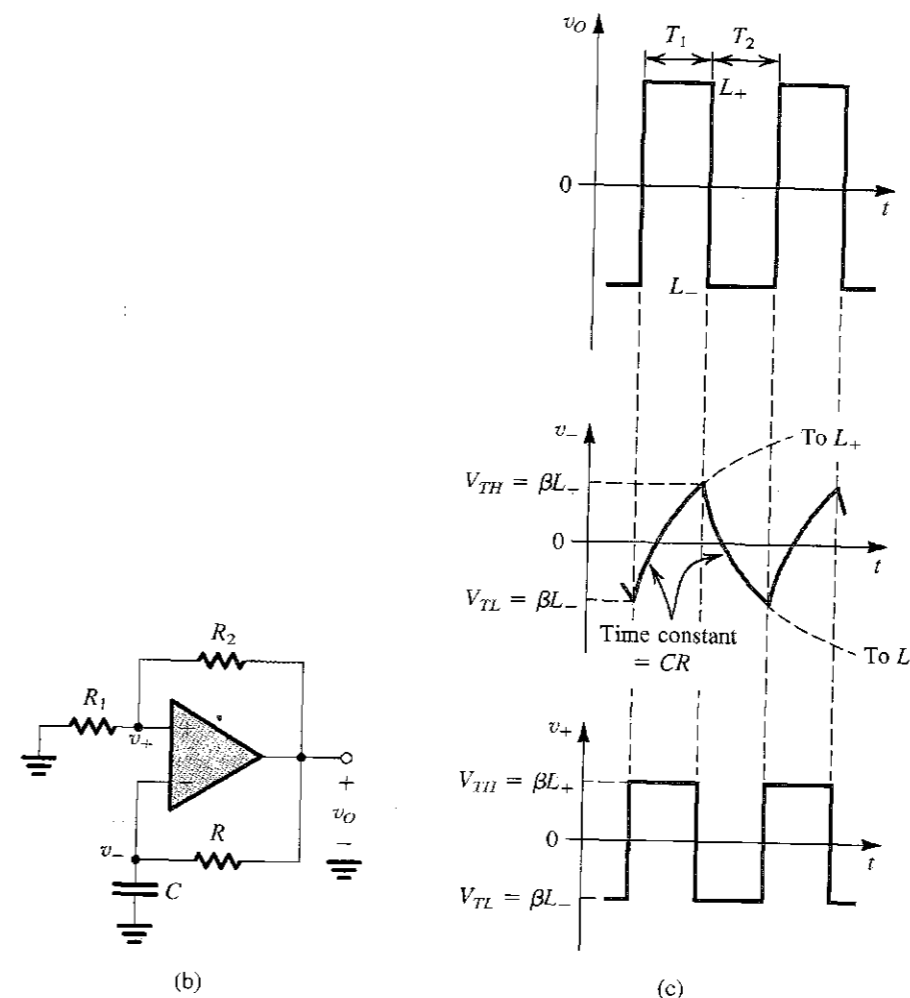 v_O
T_1
T_2
L_+
0
t
L_-
v_-
To L_+
V_TH = βL_-
0
t
V_TL = βL_-
Time constant
= CR
To L
R_2
R_1
v_+
v_+
V_TH = βL_+
+
v_O
-
0
t
R
v_-
C
V_TL = βL_-
(b)
(c)